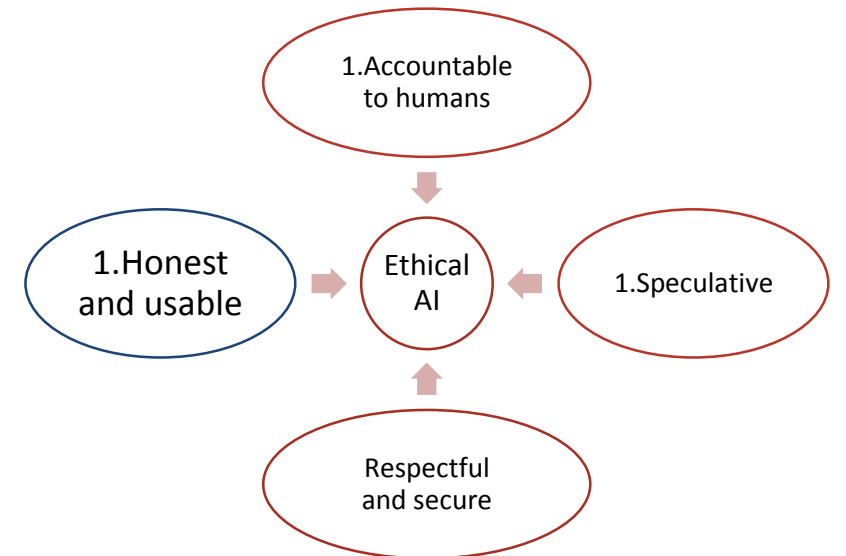 1.Accountable
to humans
1.Honest
and usable
Ethical
AI
1.Speculative
Respectful
and secure